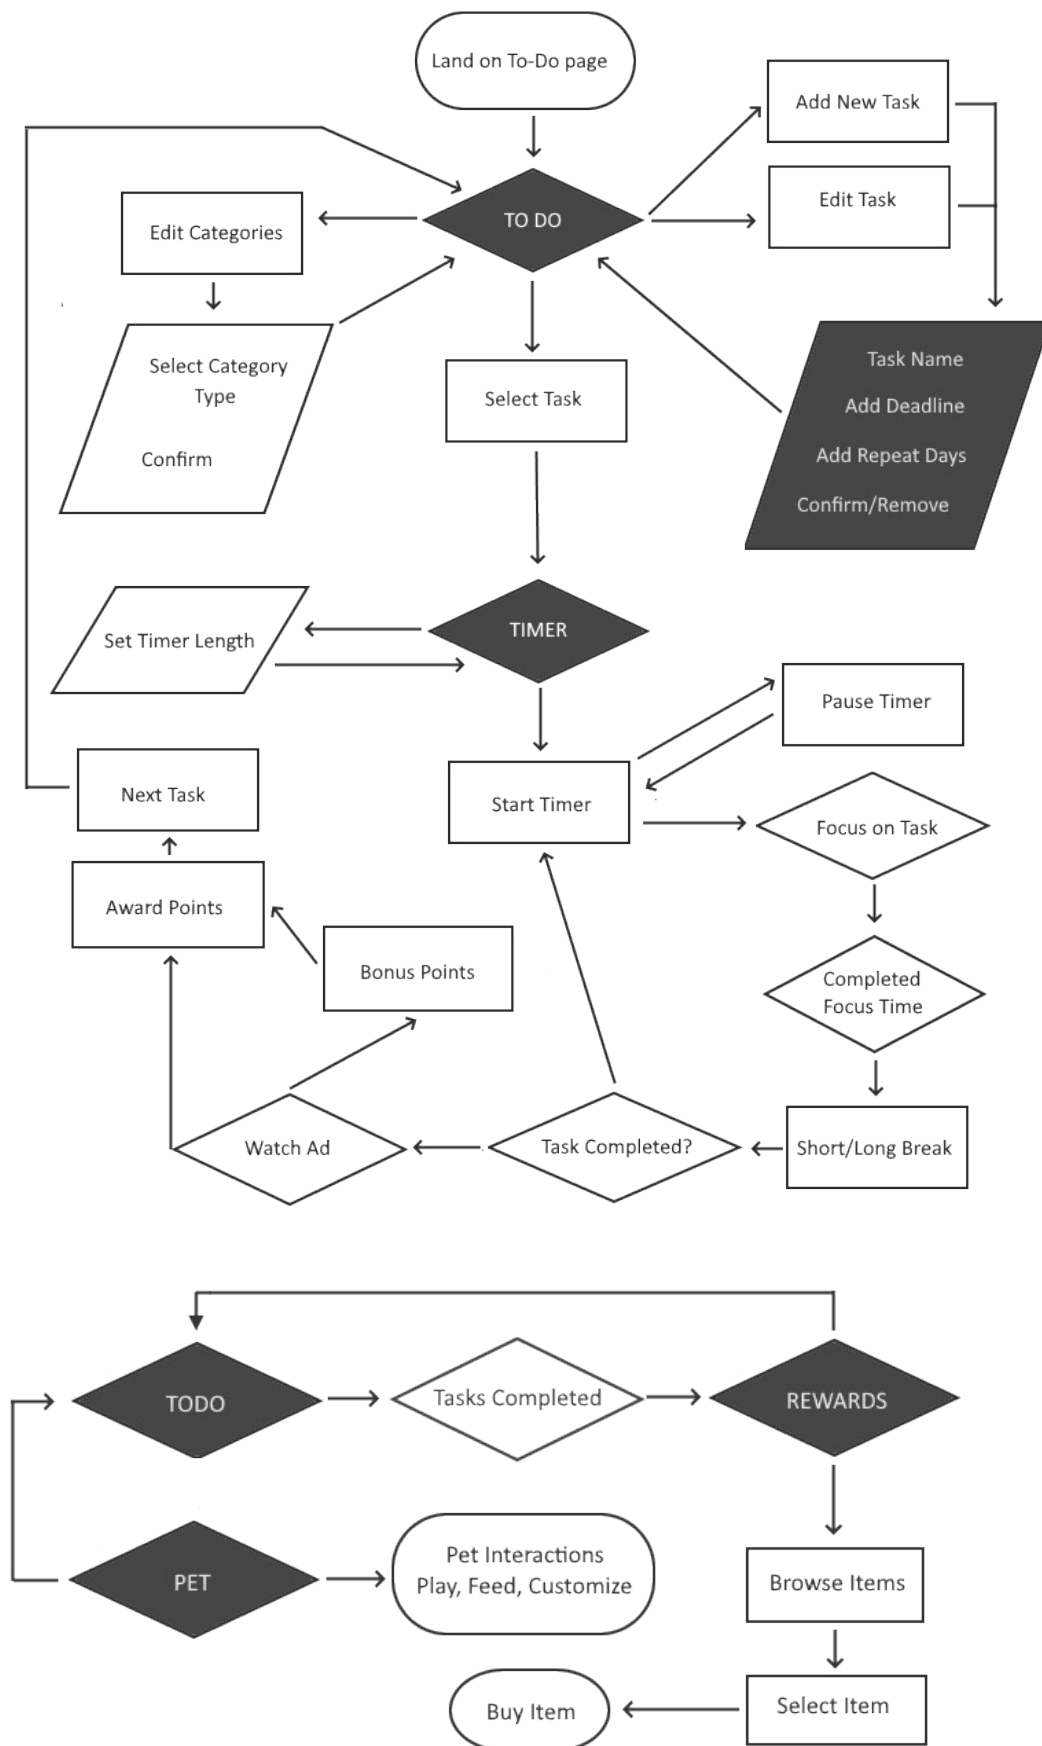 Land on To-Do page
Add New Task
Edit Task
TO DO
Edit Categories
Select Category
Type
Confirm
Select Task
Task Name
Add Deadline
Add Repeat Days
Confirm/Remove
TIMER
Set Timer Length
Pause Timer
Next Task
Start Timer
Focus on Task
Award Points
Bonus Points
Completed
Focus Time
Watch Ad
Task Completed?
Short/Long Break
TODO
Tasks Completed
REWARDS
PET
Pet Interactions
Play, Feed, Customize
Browse Items
Select Item
Buy Item